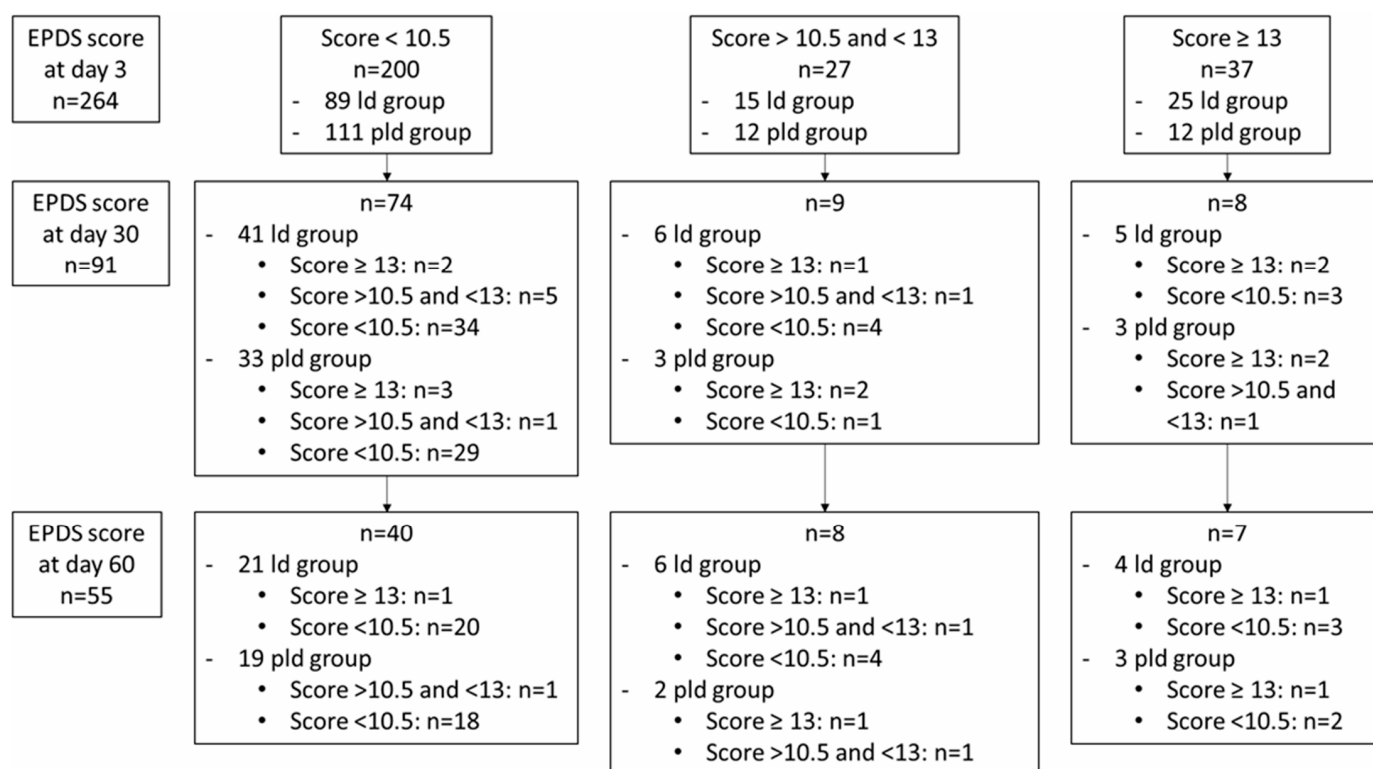 EPDS score
at day 3
n=264
Score < 10.5
n=200
- 89 ld group
- 111 pld group
Score > 10.5 and < 13
n=27
- 15 ld group
- 12 pld group
Score ≥ 13
n=37
- 25 ld group
- 12 pld group
EPDS score
at day 30
n=91
n=74
- 41 ld group
• Score ≥ 13: n=2
• Score >10.5 and <13: n=5
• Score <10.5: n=34
- 33 pld group
• Score ≥ 13: n=3
• Score >10.5 and <13: n=1
• Score <10.5: n=29
n=9
- 6 ld group
• Score ≥ 13: n=1
• Score >10.5 and <13: n=1
• Score <10.5: n=4
- 3 pld group
• Score ≥ 13: n=2
• Score <10.5: n=1
n=8
- 5 ld group
• Score ≥ 13: n=2
• Score <10.5: n=3
- 3 pld group
• Score ≥ 13: n=2
• Score >10.5 and
<13: n=1
EPDS score
at day 60
n=55
n=40
- 21 ld group
• Score ≥ 13: n=1
• Score <10.5: n=20
- 19 pld group
• Score >10.5 and <13: n=1
• Score <10.5: n=18
n=8
- 6 ld group
• Score ≥ 13: n=1
• Score >10.5 and <13: n=1
• Score <10.5: n=4
- 2 pld group
• Score ≥ 13: n=1
• Score >10.5 and <13: n=1
n=7
- 4 ld group
• Score ≥ 13: n=1
• Score <10.5: n=3
- 3 pld group
• Score ≥ 13: n=1
• Score <10.5: n=2